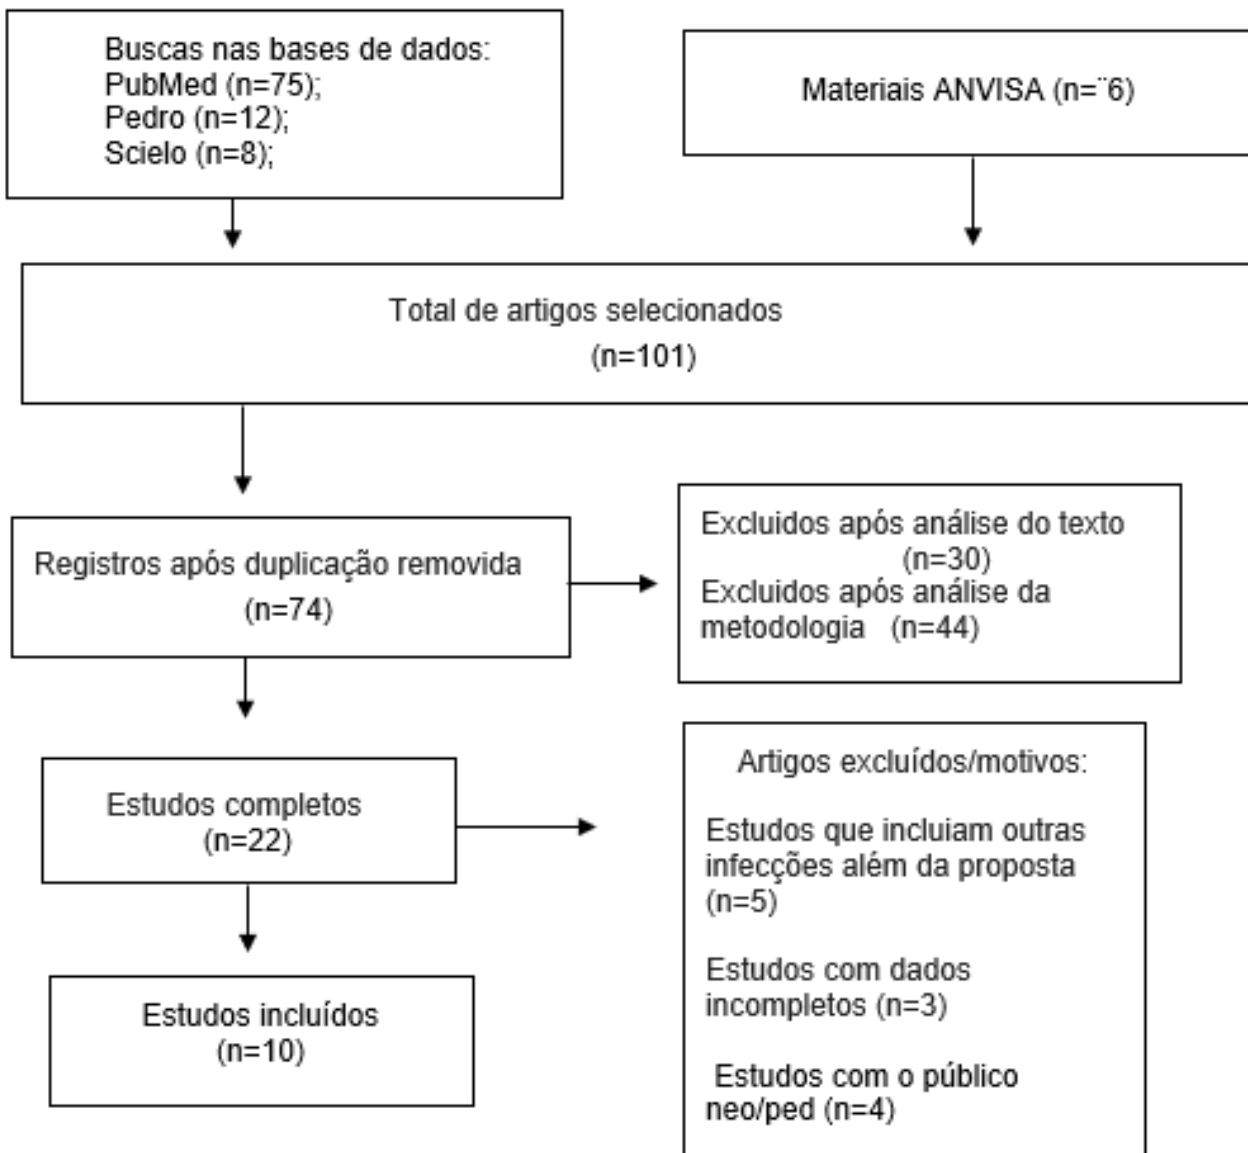 Buscas nas bases de dados:
PubMed (n=75);
Pedro (n=12);
Scielo (n=8);
Materiais ANVISA (n=¨6)
Total de artigos selecionados
(n=101)
Registros após duplicação removida
(n=74)
Excluidos após análise do texto
(n=30)
Excluidos após análise da
metodologia (n=44)
Estudos completos
(n=22)
Artigos excluídos/motivos:
Estudos que incluiam outras
infecções além da proposta
(n=5)
Estudos com dados
incompletos (n=3)
Estudos com o público
neo/ped (n=4)
Estudos incluídos
(n=10)